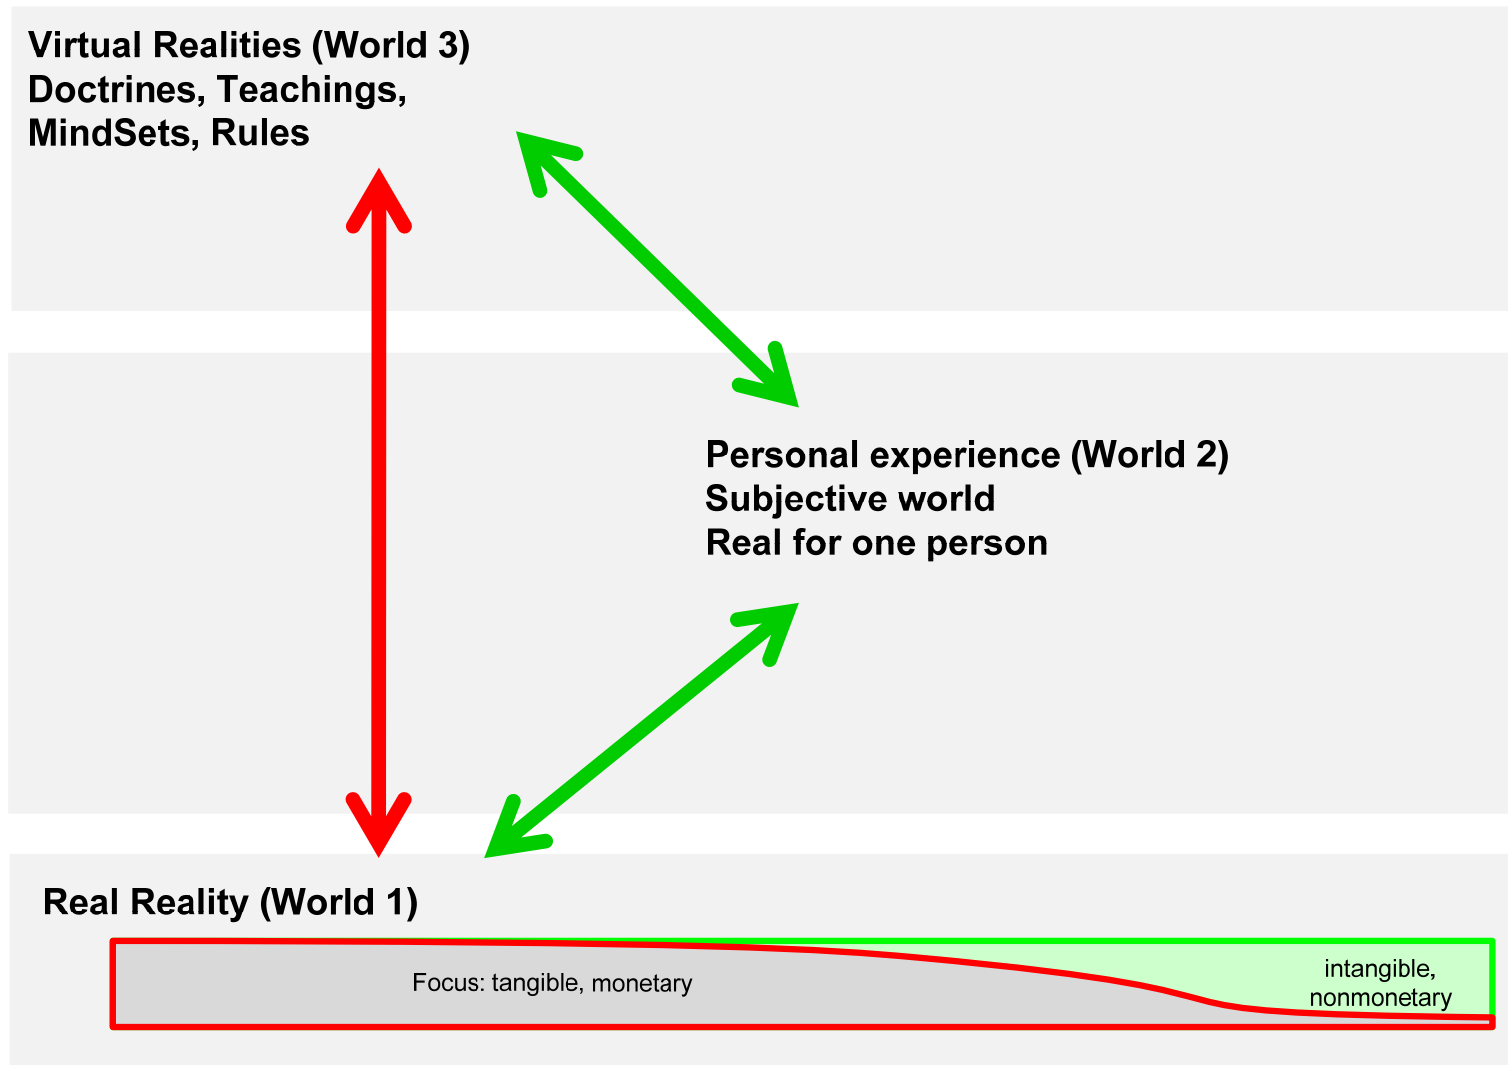 Virtual Realities (World 3)
Doctrines, Teachings,
MindSets, Rules
Personal experience (World 2)
Subjective world
Real for one person
Real Reality (World 1)
Focus: tangible, monetary
intangible,
nonmonetary